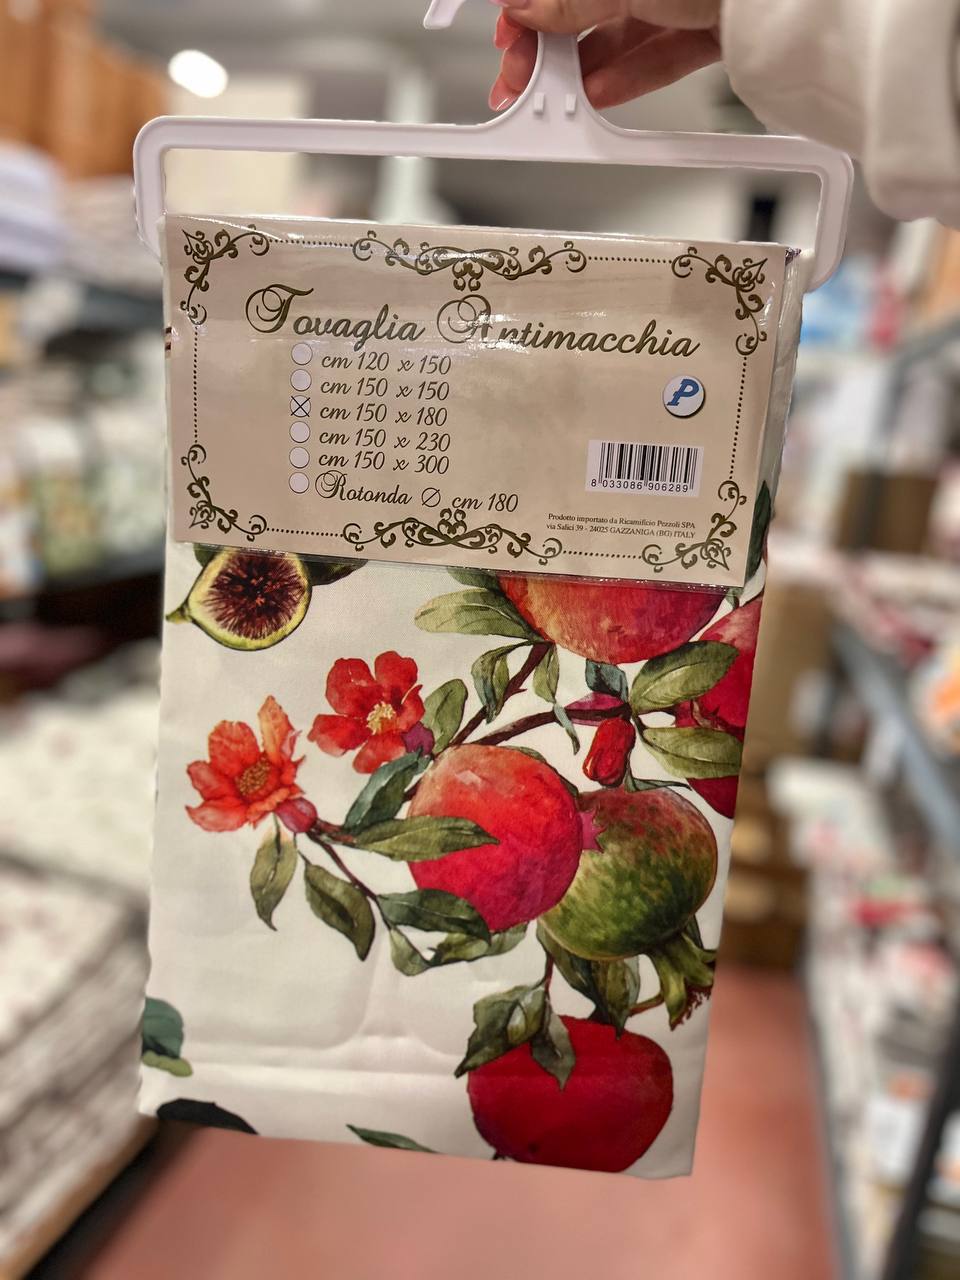 Tovaglia Antimacchia
cm 120 x 150
cm 150 x 150
cm 150 x 180
cm 150 x 230
cm 150 x 300
Rotonda Ø cm 180
P
8 033086 906289
Prodotto importato da Ricamificio Pezzoli SPA
via Salici 39 - 24025 GAZZANIGA (BG) ITALY